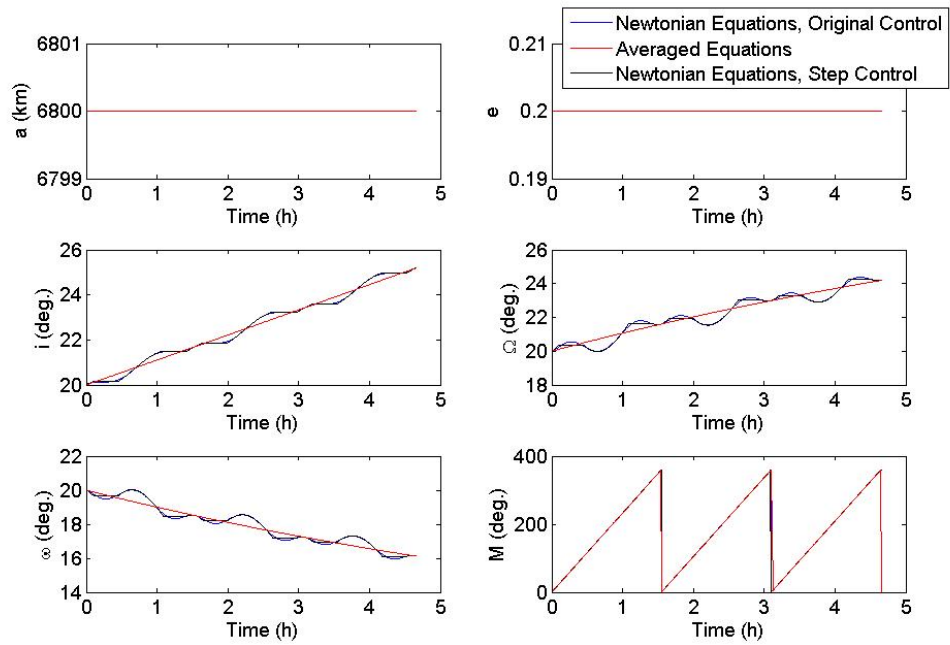 Newtonian Equations, Original Control
Averaged Equations
Newtonian Equations, Step Control
6801
6800
6799
a (km)
0 1 2 3 4 5
Time (h)
0.21
0.2
0.19
e
0 1 2 3 4 5
Time (h)
26
24
22
20
i (deg.)
0 1 2 3 4 5
Time (h)
26
24
22
20
18
Ω (deg.)
0 1 2 3 4 5
Time (h)
22
20
18
16
14
ω (deg.)
0 1 2 3 4 5
Time (h)
400
200
0
M (deg.)
0 1 2 3 4 5
Time (h)